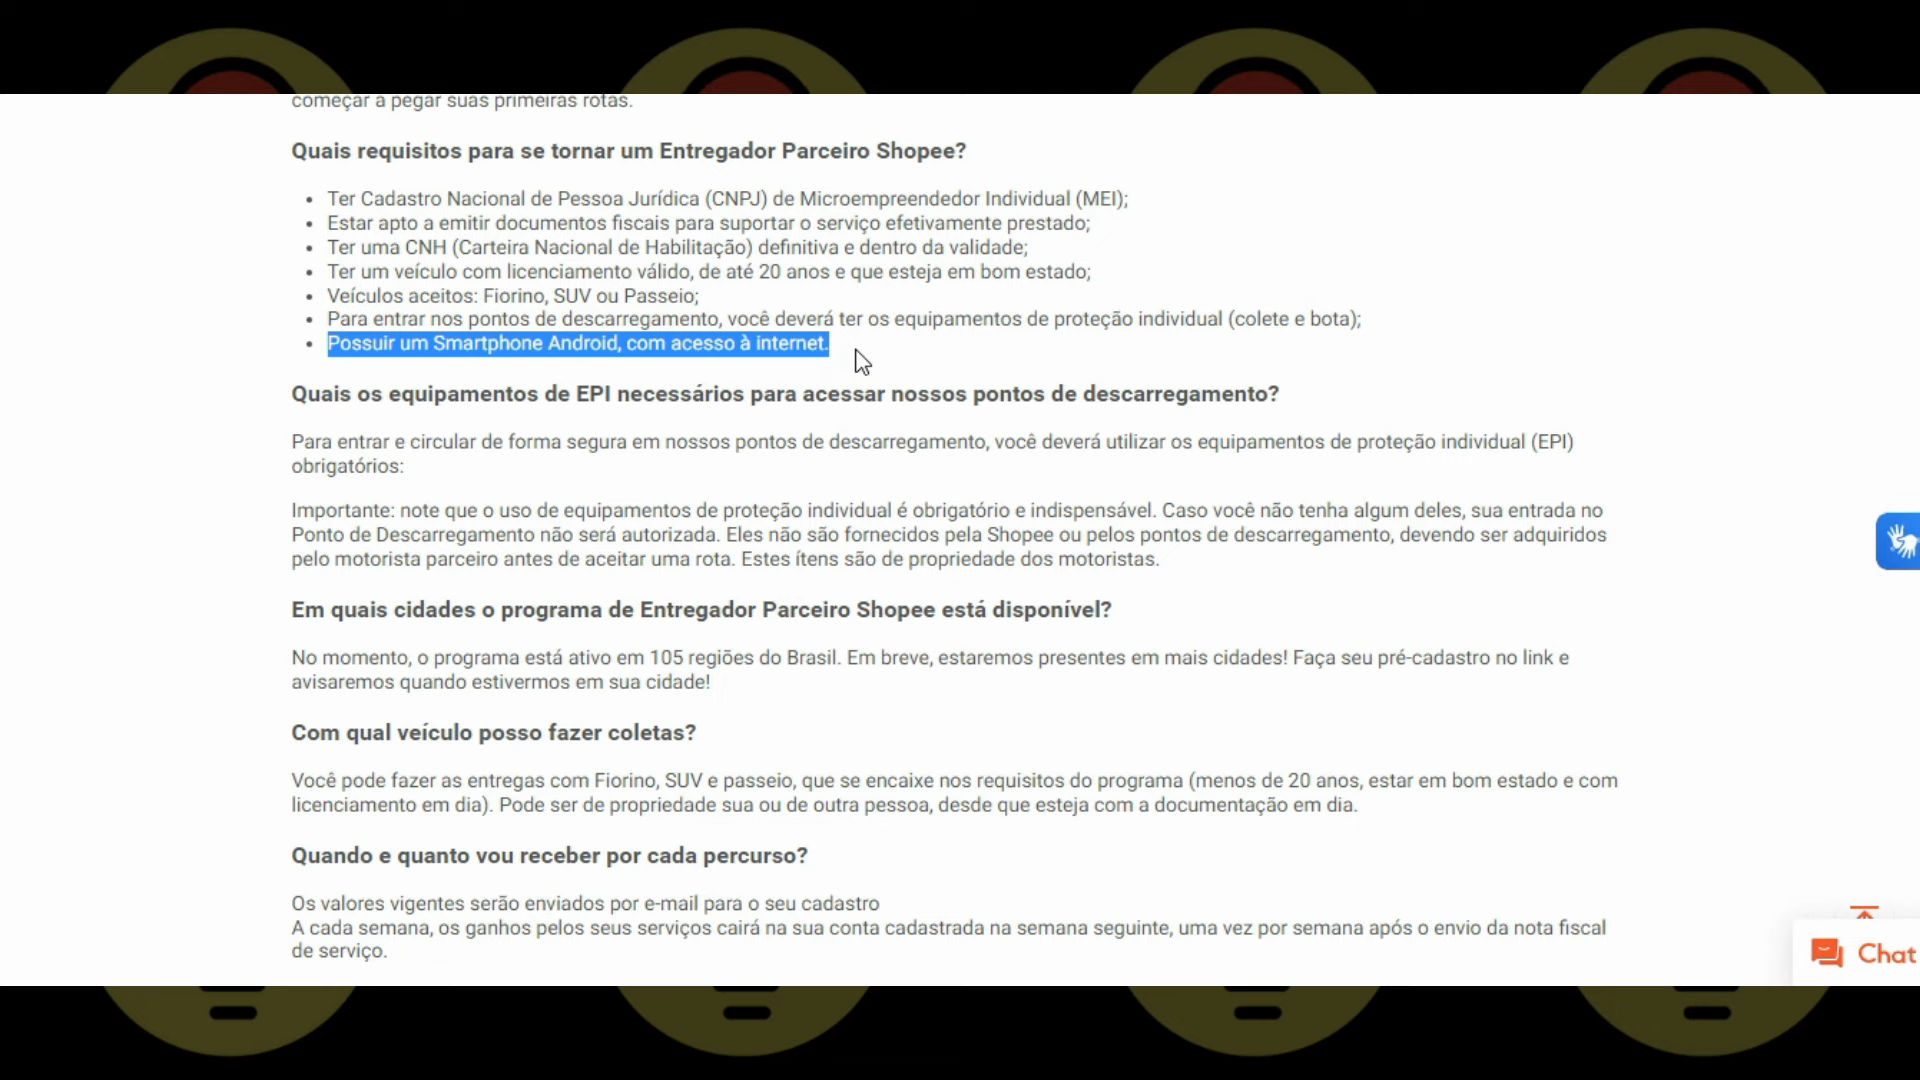 começar a pegar suas primeiras rotas.
Quais requisitos para se tornar um Entregador Parceiro Shopee?
• Ter Cadastro Nacional de Pessoa Jurídica (CNPJ) de Microempreendedor Individual (MEI);
• Estar apto a emitir documentos fiscais para suportar o serviço efetivamente prestado;
• Ter uma CNH (Carteira Nacional de Habilitação) definitiva e dentro da validade;
• Ter um veículo com licenciamento válido, de até 20 anos e que esteja em bom estado;
• Veículos aceitos: Fiorino, SUV ou Passeio;
• Para entrar nos pontos de descarregamento, você deverá ter os equipamentos de proteção individual (colete e bota);
• Possuir um Smartphone Android, com acesso à internet.
Quais os equipamentos de EPI necessários para acessar nossos pontos de descarregamento?
Para entrar e circular de forma segura em nossos pontos de descarregamento, você deverá utilizar os equipamentos de proteção individual (EPI)
obrigatórios:
Importante: note que o uso de equipamentos de proteção individual é obrigatório e indispensável. Caso você não tenha algum deles, sua entrada no
Ponto de Descarregamento não será autorizada. Eles não são fornecidos pela Shopee ou pelos pontos de descarregamento, devendo ser adquiridos
pelo motorista parceiro antes de aceitar uma rota. Estes ítens são de propriedade dos motoristas.
Em quais cidades o programa de Entregador Parceiro Shopee está disponível?
No momento, o programa está ativo em 105 regiões do Brasil. Em breve, estaremos presentes em mais cidades! Faça seu pré-cadastro no link e
avisaremos quando estivermos em sua cidade!
Com qual veículo posso fazer coletas?
Você pode fazer as entregas com Fiorino, SUV e passeio, que se encaixe nos requisitos do programa (menos de 20 anos, estar em bom estado e com
licenciamento em dia). Pode ser de propriedade sua ou de outra pessoa, desde que esteja com a documentação em dia.
Quando e quanto vou receber por cada percurso?
Os valores vigentes serão enviados por e-mail para o seu cadastro
A cada semana, os ganhos pelos seus serviços cairá na sua conta cadastrada na semana seguinte, uma vez por semana após o envio da nota fiscal
de serviço.
Chat